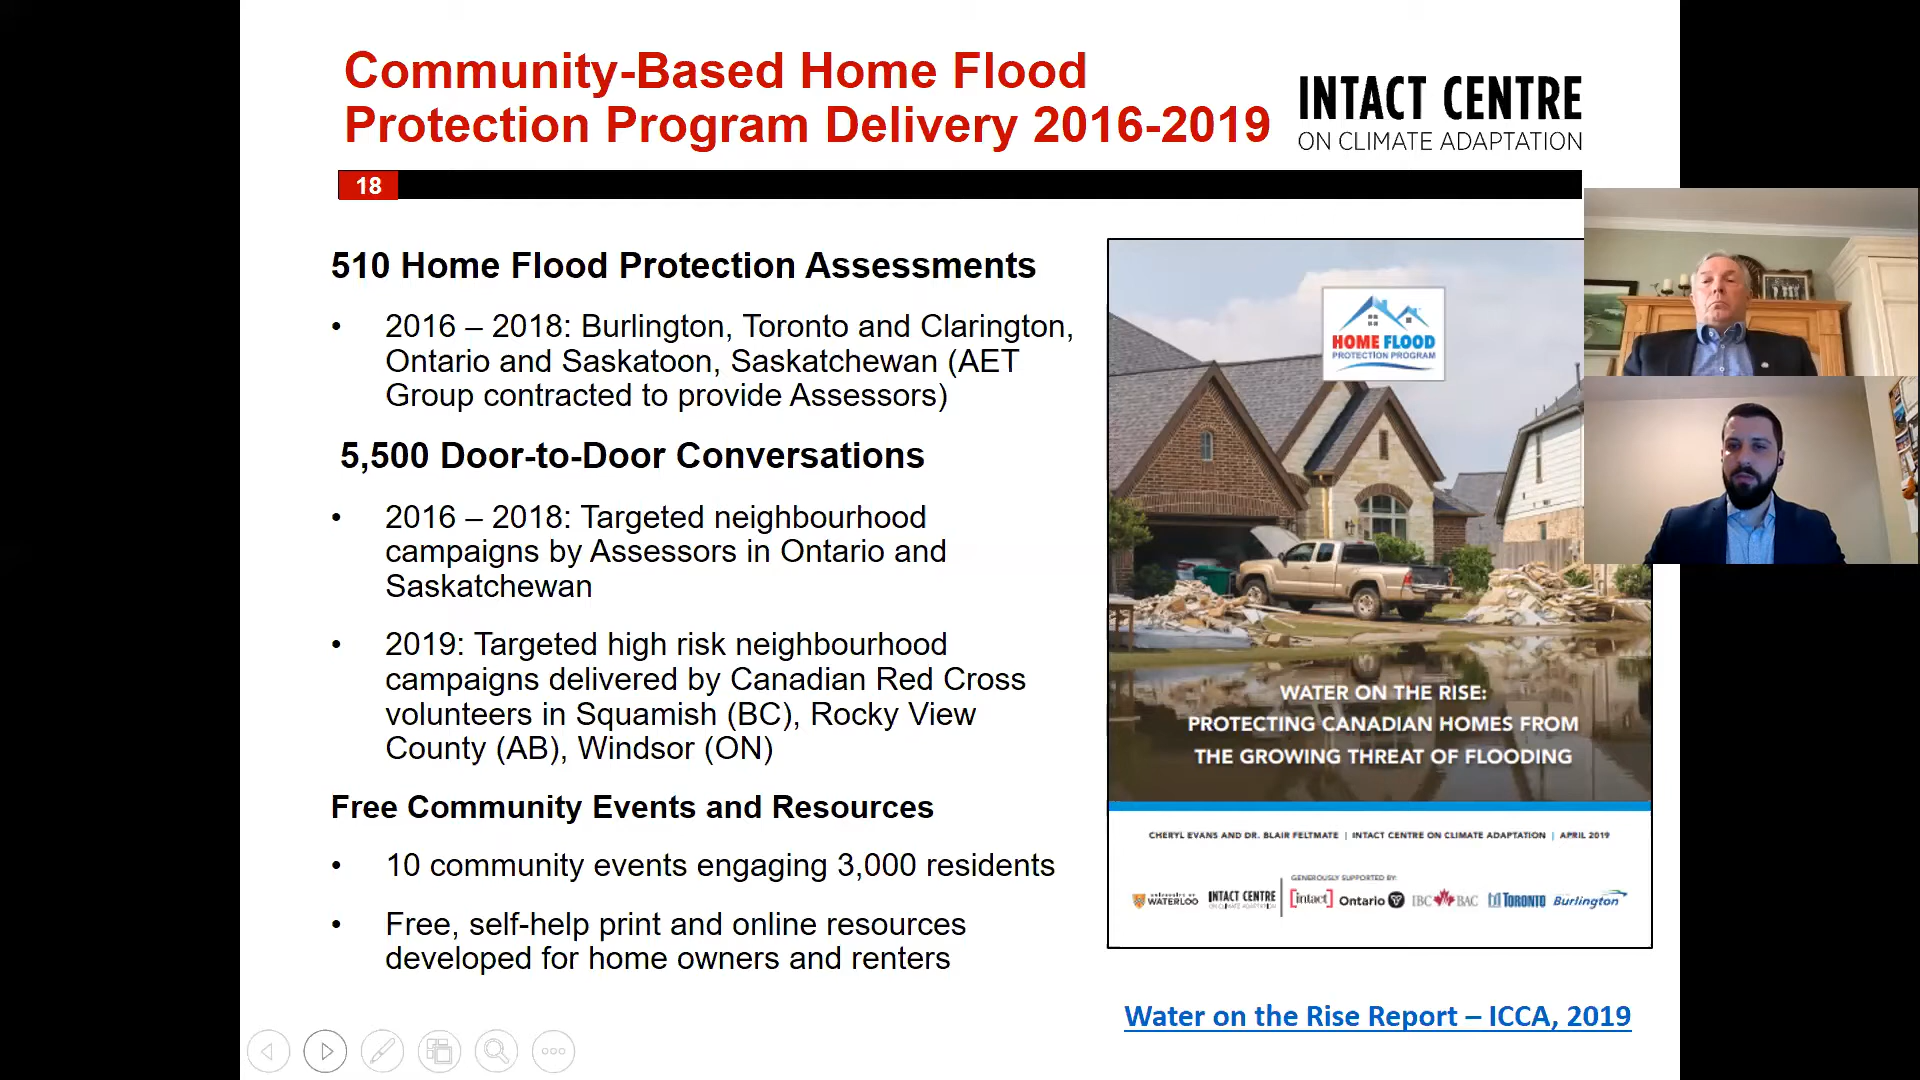 Community-Based Home Flood
Protection Program Delivery 2016-2019
INTACT CENTRE
ON CLIMATE ADAPTATION
18
510 Home Flood Protection Assessments
• 2016 – 2018: Burlington, Toronto and Clarington,
Ontario and Saskatoon, Saskatchewan (AET
Group contracted to provide Assessors)
5,500 Door-to-Door Conversations
• 2016 – 2018: Targeted neighbourhood
campaigns by Assessors in Ontario and
Saskatchewan
• 2019: Targeted high risk neighbourhood
campaigns delivered by Canadian Red Cross
volunteers in Squamish (BC), Rocky View
County (AB), Windsor (ON)
Free Community Events and Resources
• 10 community events engaging 3,000 residents
• Free, self-help print and online resources
developed for home owners and renters
HOME FLOOD
PROTECTION PROGRAM
WATER ON THE RISE:
PROTECTING CANADIAN HOMES FROM
THE GROWING THREAT OF FLOODING
CHERYL EVANS AND DR. BLAIR FELTMATE | INTACT CENTRE ON CLIMATE ADAPTATION | APRIL 2019
GENEROUSLY SUPPORTED BY:
UNIVERSITY OF
WATERLOO
INTACT CENTRE
ON CLIMATE ADAPTATION
[intact]
Ontario
IBC BAC
TORONTO
Burlington
Water on the Rise Report – ICCA, 2019